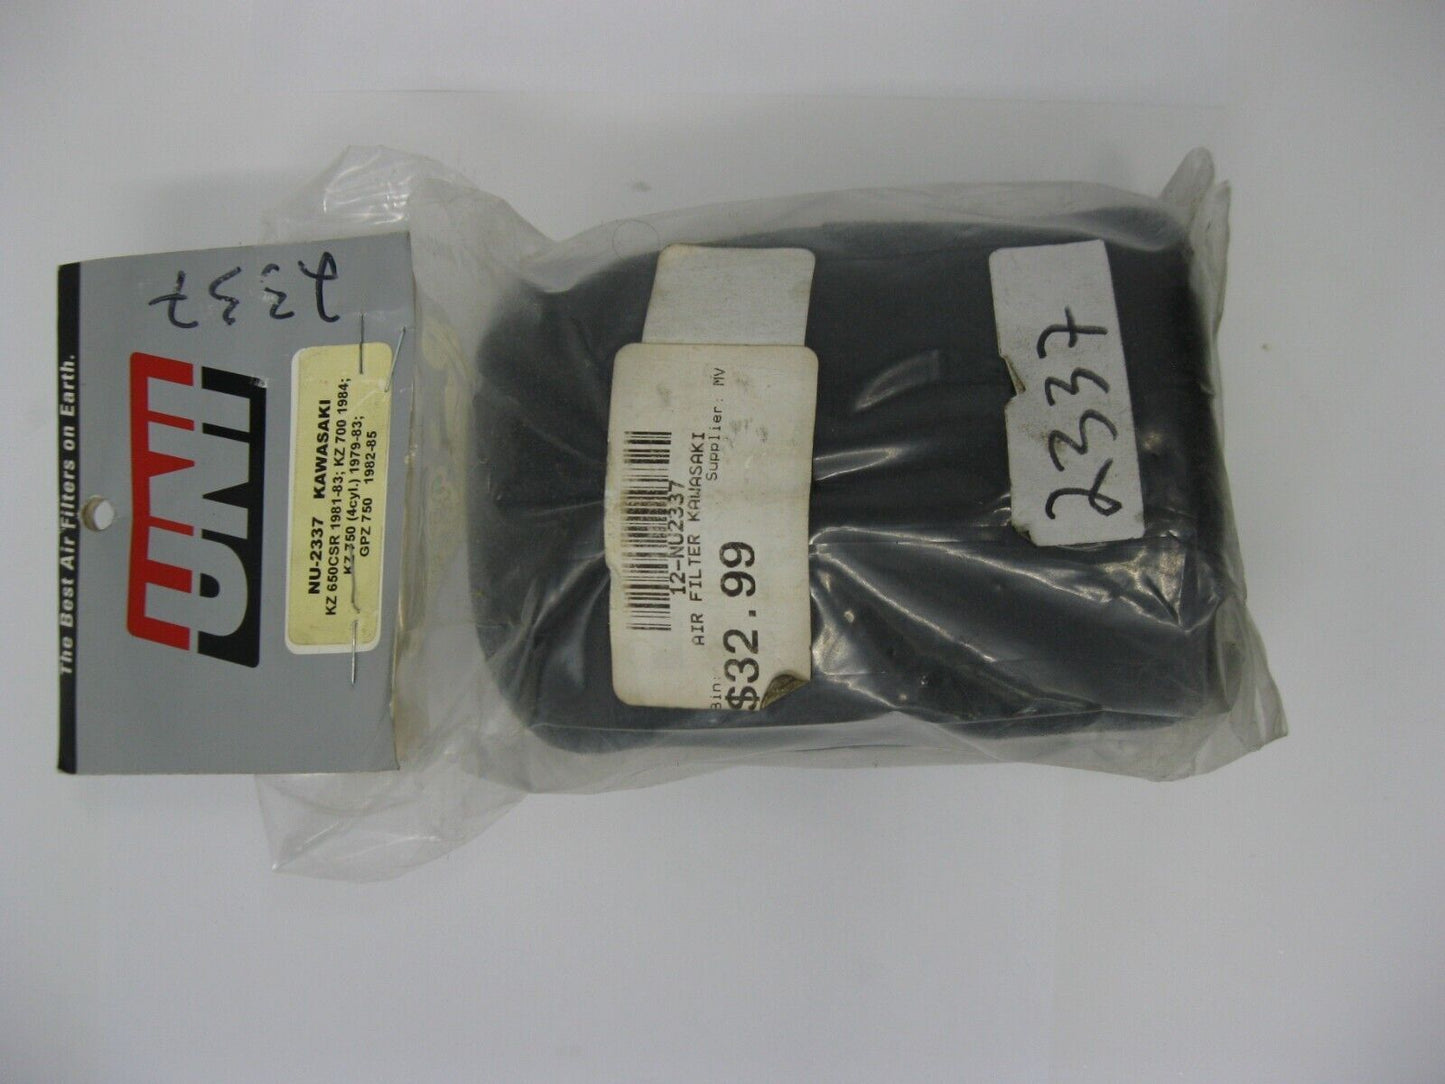 The Best Air Filters on Earth.
2337
UNI
NU-2337 KAWASAKI
KZ 650CSR 1981-83; KZ 700 1984;
KZ 750 (4cyl.) 1979-83;
GPZ 750 1982-85
12-NU2337
AIR FILTER KAWASAKI
Bin: Supplier: MV
$32.99
2337